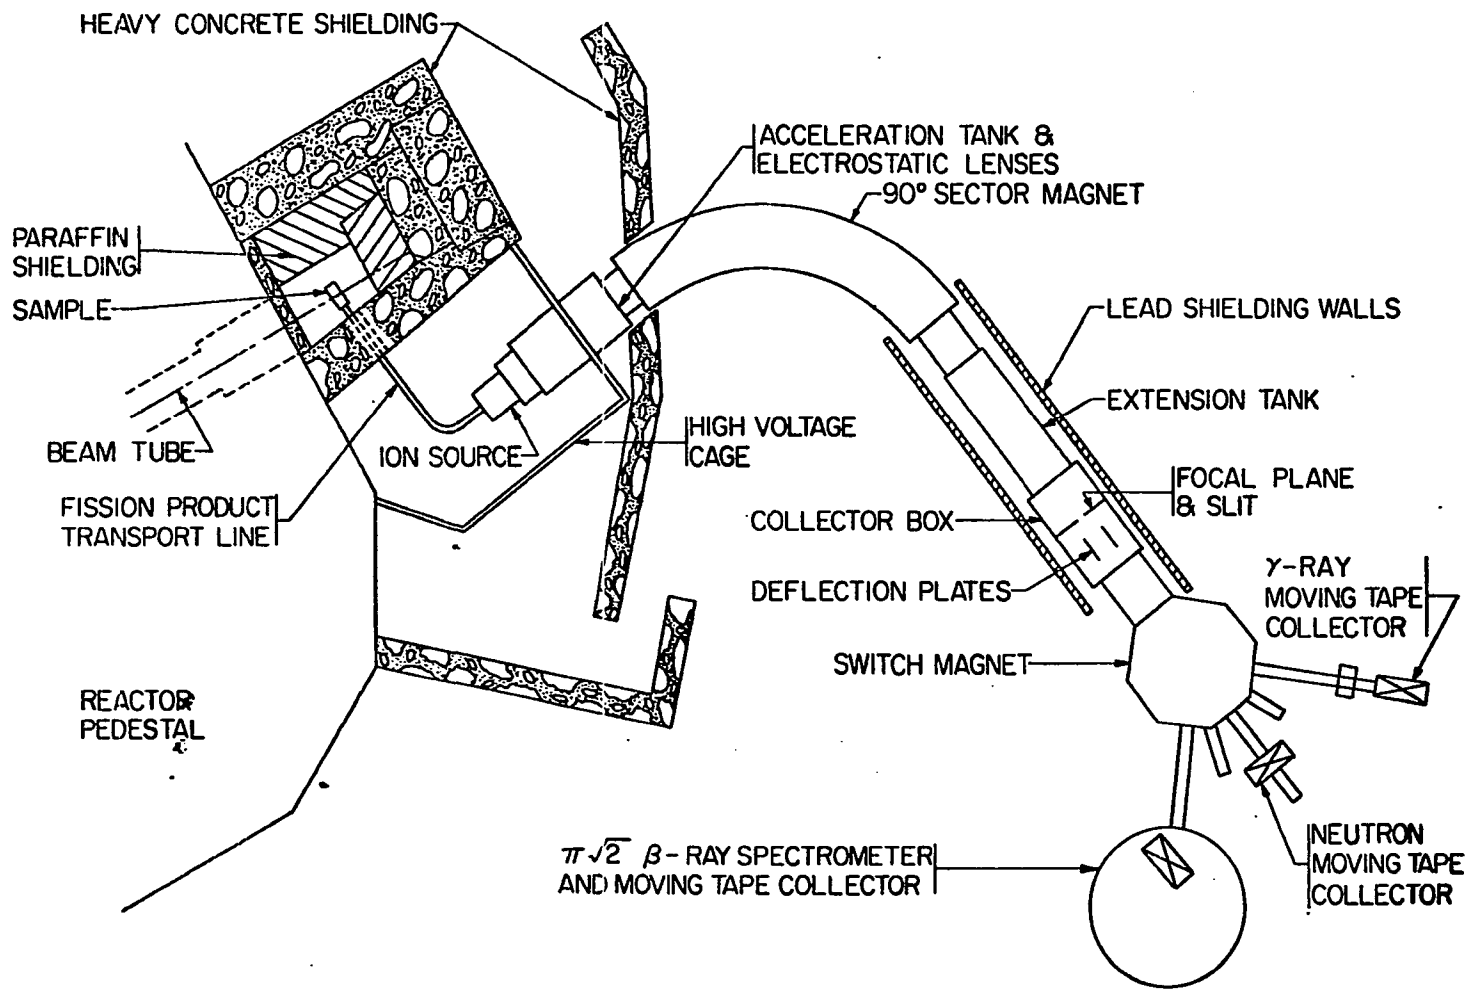 HEAVY CONCRETE SHIELDING
ACCELERATION TANK &
ELECTROSTATIC LENSES
90° SECTOR MAGNET
PARAFFIN
SHIELDING
SAMPLE
LEAD SHIELDING WALLS
EXTENSION TANK
BEAM TUBE
ION SOURCE
HIGH VOLTAGE
CAGE
FISSION PRODUCT
TRANSPORT LINE
FOCAL PLANE
& SLIT
COLLECTOR BOX
DEFLECTION PLATES
γ-RAY
MOVING TAPE
COLLECTOR
SWITCH MAGNET
REACTOR
PEDESTAL
π√2 β-RAY SPECTROMETER
AND MOVING TAPE COLLECTOR
NEUTRON
MOVING TAPE
COLLECTOR